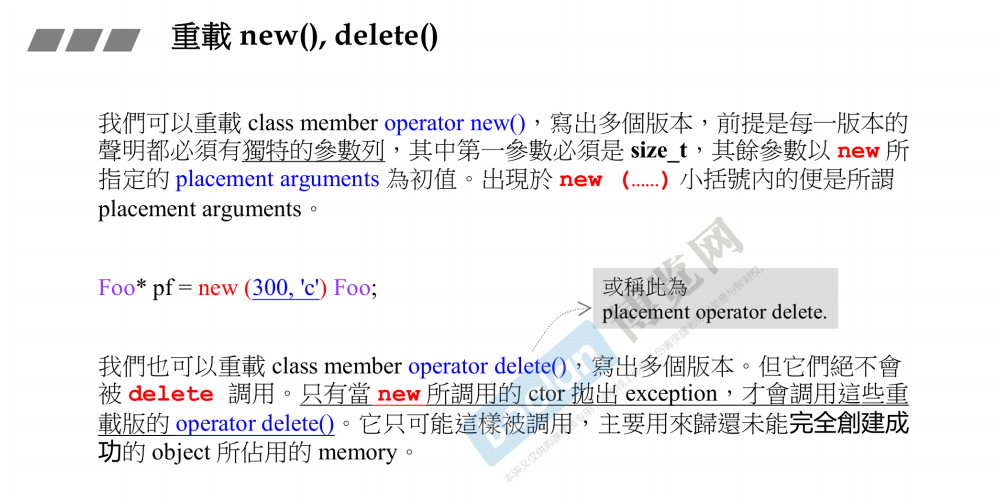 重載 new(), delete()
我們可以重載 class member operator new()，寫出多個版本，前提是每一版本的
聲明都必須有獨特的參數列，其中第一參數必須是 size_t，其餘參數以 new 所
指定的 placement arguments 為初值。出現於 new (......) 小括號內的便是所謂
placement arguments。
Foo* pf = new (300, 'c') Foo;
或稱此為
placement operator delete.
我們也可以重載 class member operator delete()，寫出多個版本。但它們絕不會
被 delete 調用。只有當 new 所調用的 ctor 拋出 exception，才會調用這些重
載版的 operator delete()。它只可能這樣被調用，主要用來歸還未能完全創建成
功的 object 所佔用的 memory。
博览网
boolan